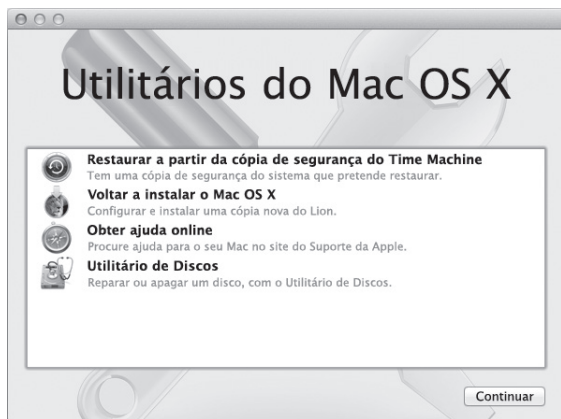 Utilitários do Mac OS X
Restaurar a partir da cópia de segurança do Time Machine
Tem uma cópia de segurança do sistema que pretende restaurar.
Voltar a instalar o Mac OS X
Configurar e instalar uma cópia nova do Lion.
Obter ajuda online
Procure ajuda para o seu Mac no site do Suporte da Apple.
Utilitário de Discos
Reparar ou apagar um disco, com o Utilitário de Discos.
Continuar